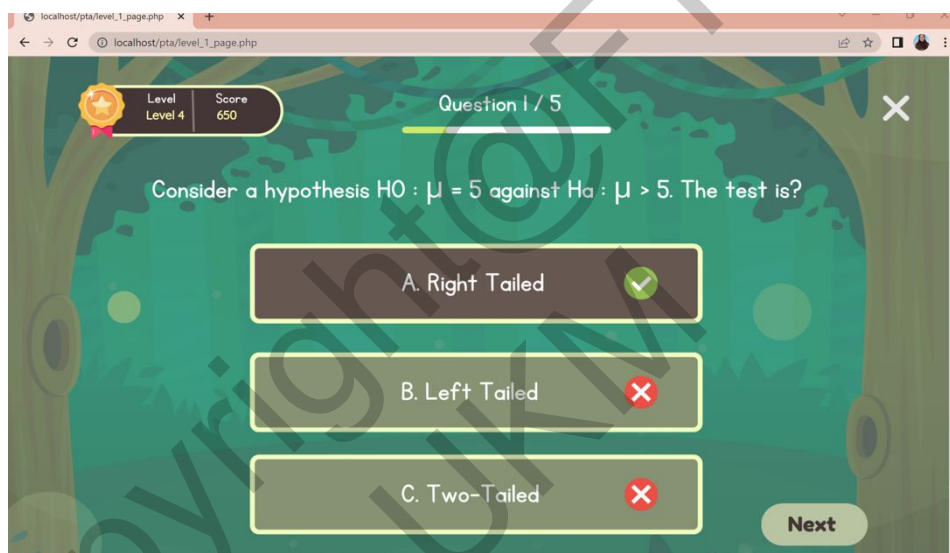 localhost/pta/level_1_page.php
localhost/pta/level_1_page.php
Level Score
Level 4 650
Question 1 / 5
Consider a hypothesis H0 : μ = 5 against Ha : μ > 5. The test is?
A. Right Tailed
B. Left Tailed
C. Two-Tailed
Next
UKM